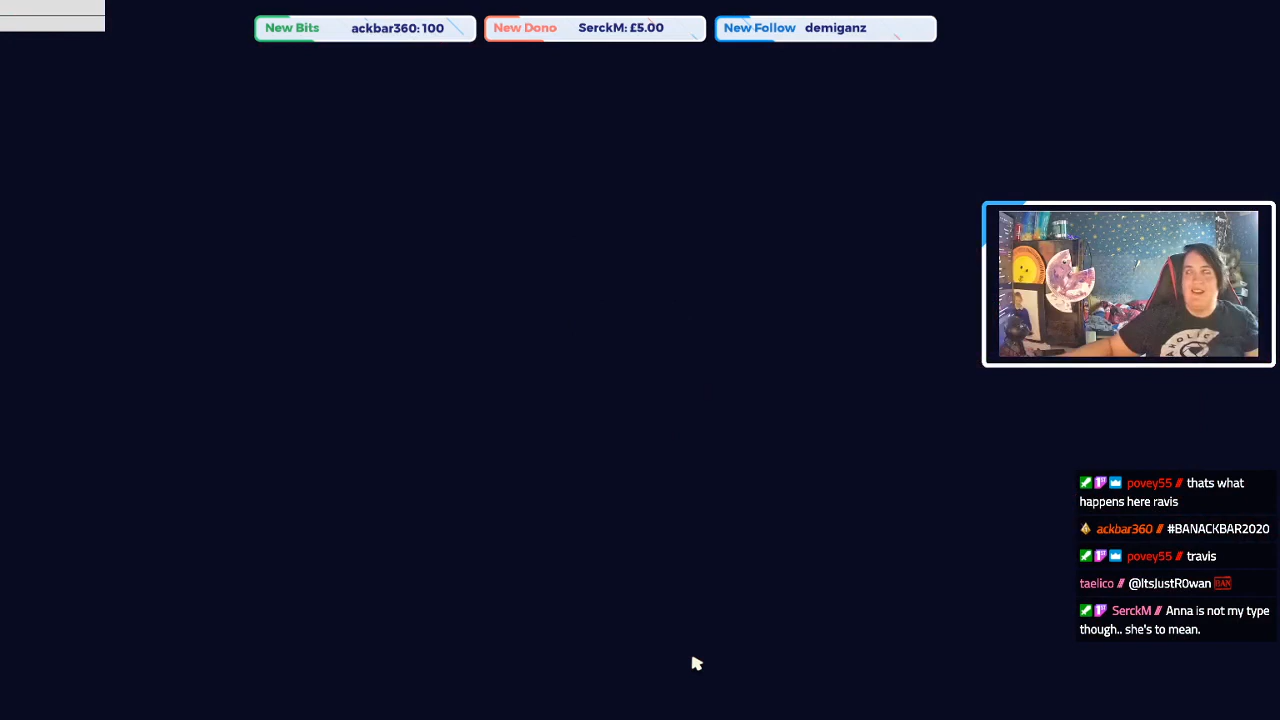 New Bits ackbar360: 100 New Dono SerckM: £5.00 New Follow demiganz
povey55 // thats what
happens here ravis
ackbar360 // #BANACKBAR2020
povey55 // travis
taelico // @ItsJustR0wan BAN
SerckM // Anna is not my type
though.. she's to mean.